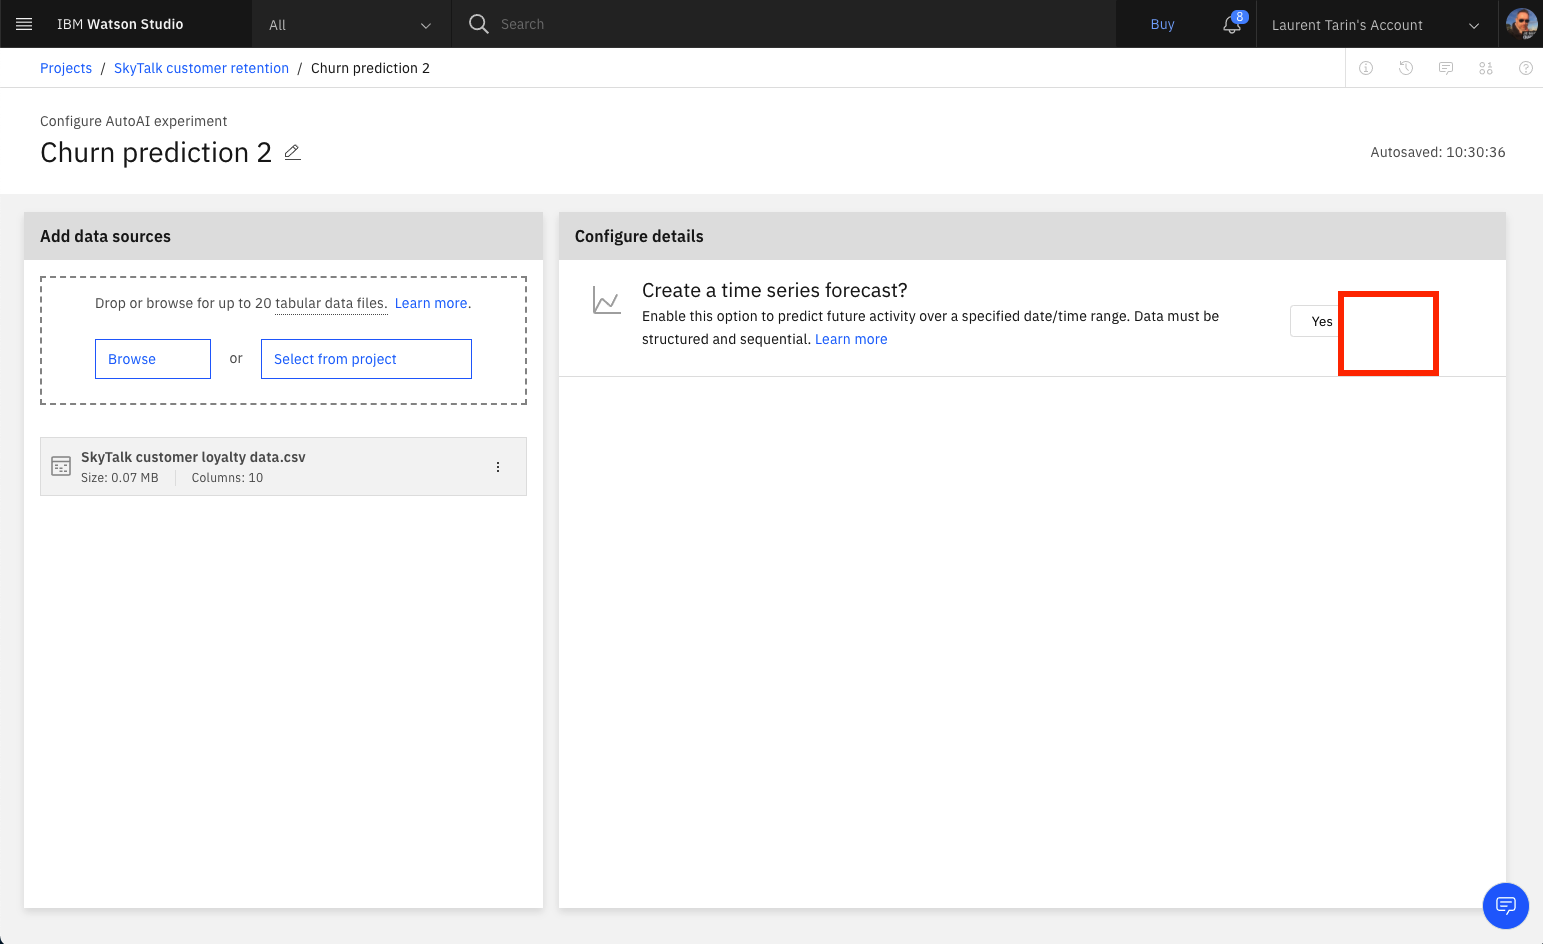 IBM Watson Studio
All
Search
Buy
8
Laurent Tarin's Account
Projects / SkyTalk customer retention / Churn prediction 2
Configure AutoAI experiment
Churn prediction 2
Autosaved: 10:30:36
Add data sources
Drop or browse for up to 20 tabular data files. Learn more.
Browse or Select from project
SkyTalk customer loyalty data.csv
Size: 0.07 MB Columns: 10
Configure details
Create a time series forecast?
Enable this option to predict future activity over a specified date/time range. Data must be
structured and sequential. Learn more
Yes